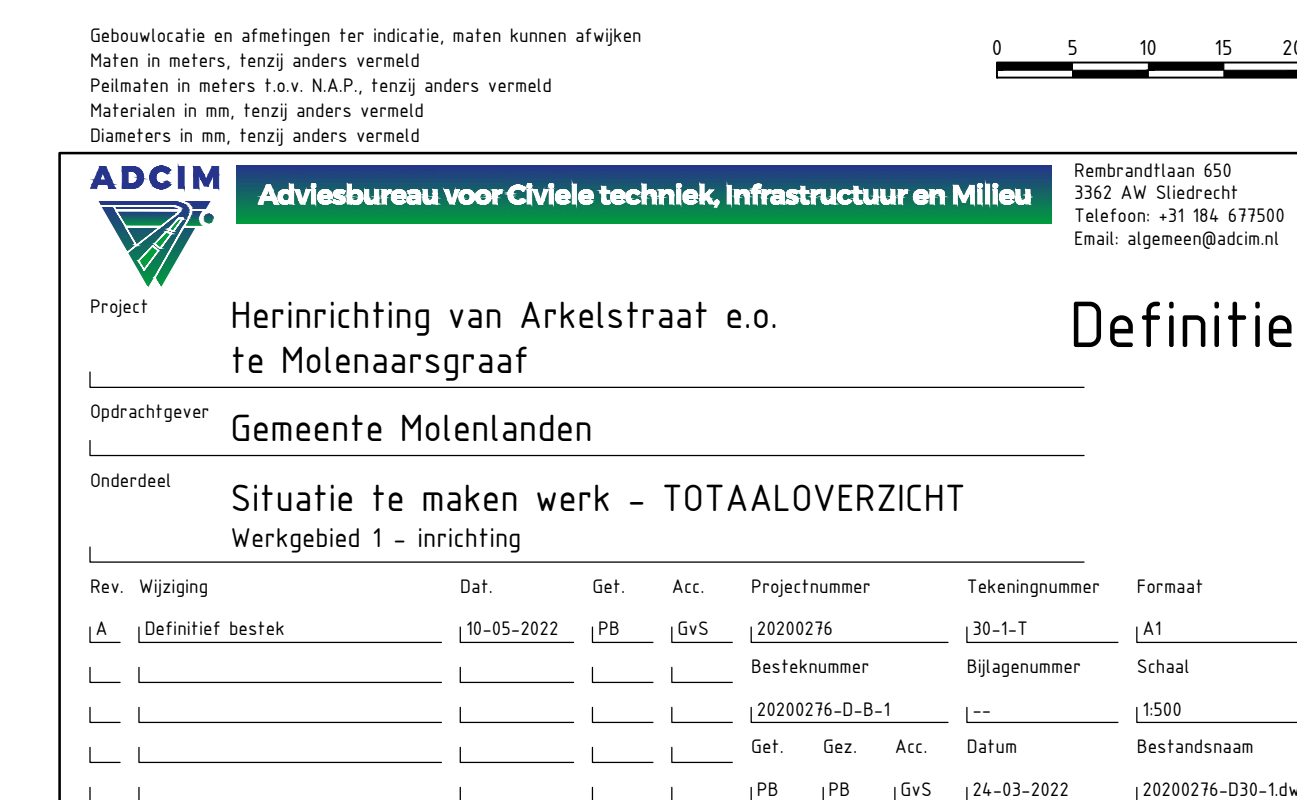 Gebouwlocatie en afmetingen ter indicatie, maten kunnen afwijken
Maten in meters, tenzij anders vermeld
Peilmaten in meters t.o.v. N.A.P., tenzij anders vermeld
Materialen in mm, tenzij anders vermeld
Diameters in mm, tenzij anders vermeld
0 5 10 15 20
ADCIM
Adviesbureau voor Civiele techniek, Infrastructuur en Milieu
Rembrandtlaan 650
3362 AW Sliedrecht
Telefoon: +31 184 677500
Email: algemeen@adcim.nl
Project
Herinrichting van Arkelstraat e.o.
te Molenaarsgraaf
Definitie
Opdrachtgever
Gemeente Molenlanden
Onderdeel
Situatie te maken werk - TOTAALOVERZICHT
Werkgebied 1 - inrichting
Rev. Wijziging Dat. Get. Acc. Projectnummer Tekeningnummer Formaat
A Definitief bestek 10-05-2022 PB GvS 20200276 30-1-T A1
Besteknummer Bijlagenummer Schaal
20200276-D-B-1 -- 1:500
Get. Gez. Acc. Datum Bestandsnaam
PB PB GvS 24-03-2022 20200276-D30-1.dw